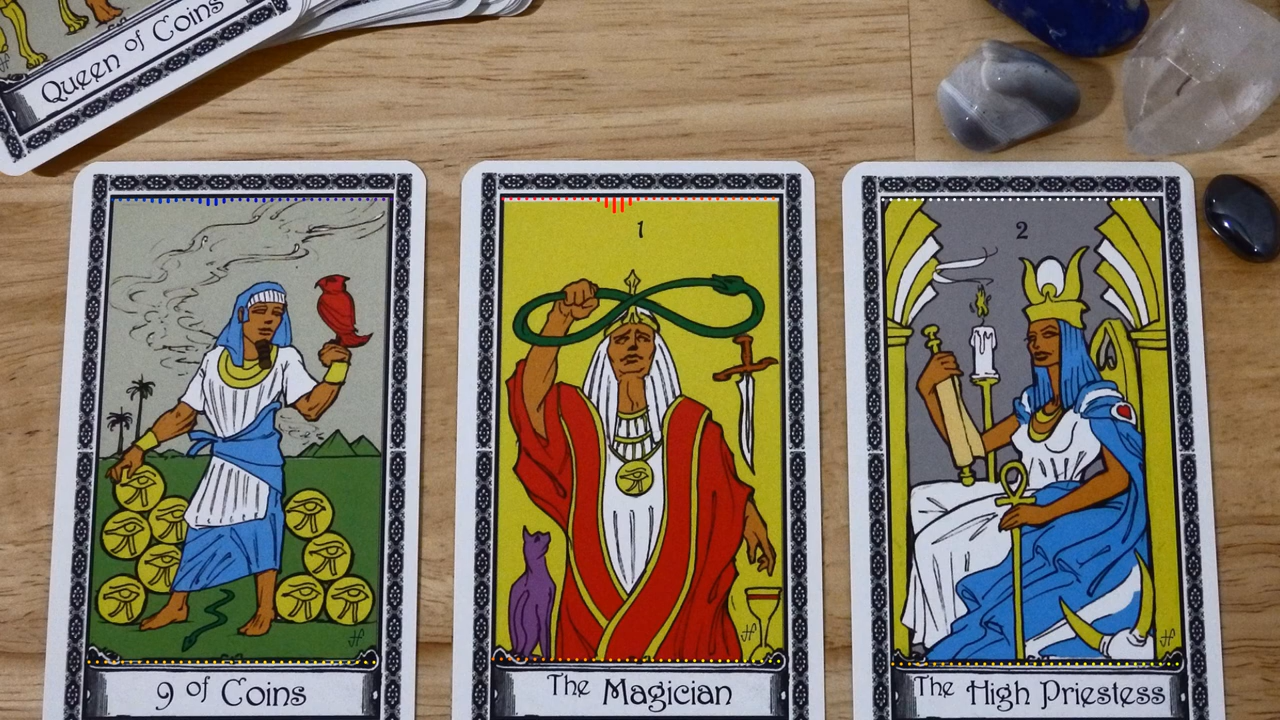 Queen of Coins
1
2
9 of Coins
The Magician
The High Priestess